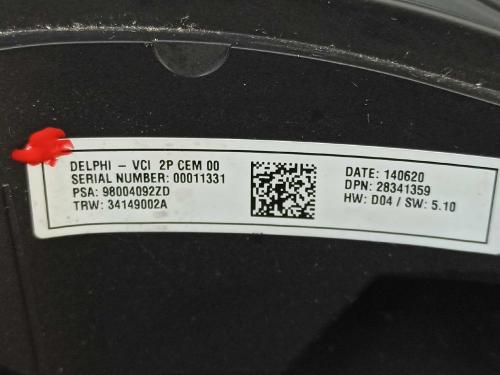 DELPHI – VCI 2P CEM 00
SERIAL NUMBER: 00011331
PSA: 98004092ZD
TRW: 34149002A
DATE: 140620
DPN: 28341359
HW: D04 / SW: 5.10